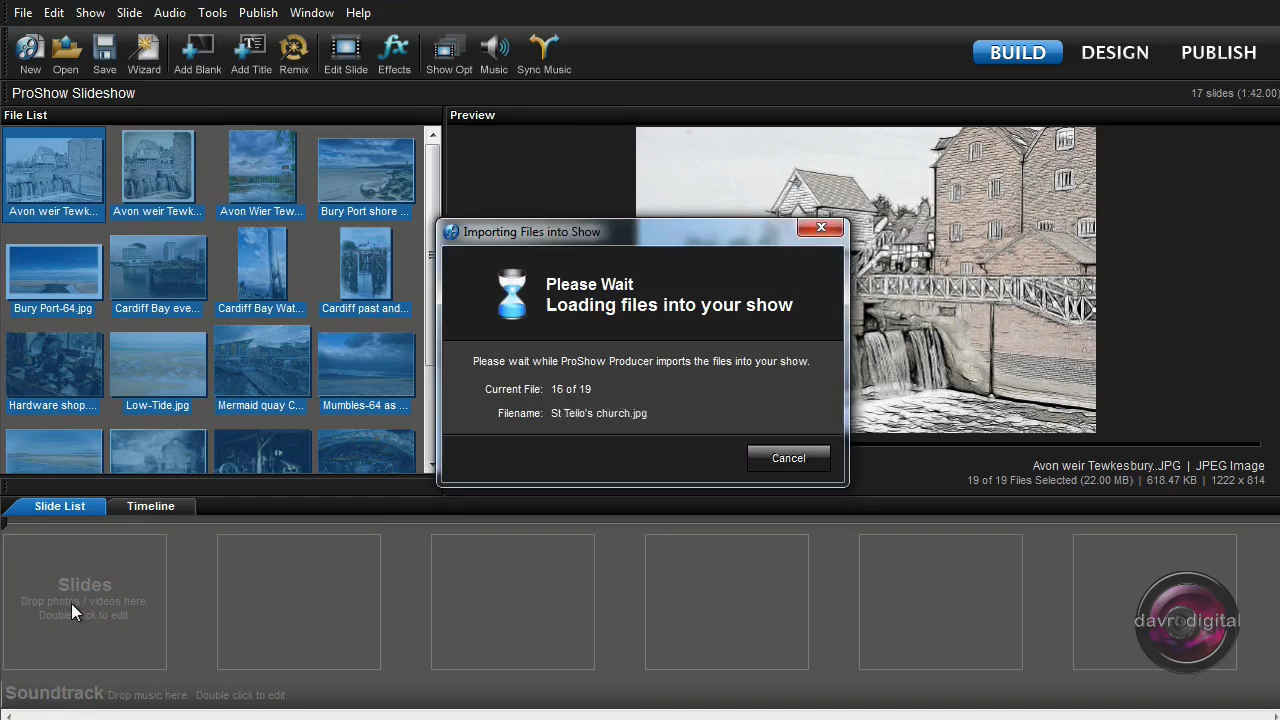 File Edit Show Slide Audio Tools Publish Window Help
New Open Save Wizard Add Blank Add Title Remix Edit Slide Effects Show Opt Music Sync Music
BUILD DESIGN PUBLISH
ProShow Slideshow
17 slides (1:42.00)
File List
Preview
Avon weir Tewk... Avon weir Tewk... Avon Wier Tew... Bury Port shore ...
Bury Port-64.jpg Cardiff Bay eve... Cardiff Bay Wat... Cardiff past and...
Hardware shop.... Low-Tide.jpg Mermaid quay C... Mumbles-64 as ...
Importing Files into Show
Please Wait
Loading files into your show
Please wait while ProShow Producer imports the files into your show.
Current File: 16 of 19
Filename: St Teilo's church.jpg
Cancel
Avon weir Tewkesbury..JPG | JPEG Image
19 of 19 Files Selected (22.00 MB) | 618.47 KB | 1222 x 814
Slide List Timeline
Slides
Drop photos / videos here.
Double click to edit.
davrodigital
Soundtrack Drop music here. Double click to edit.